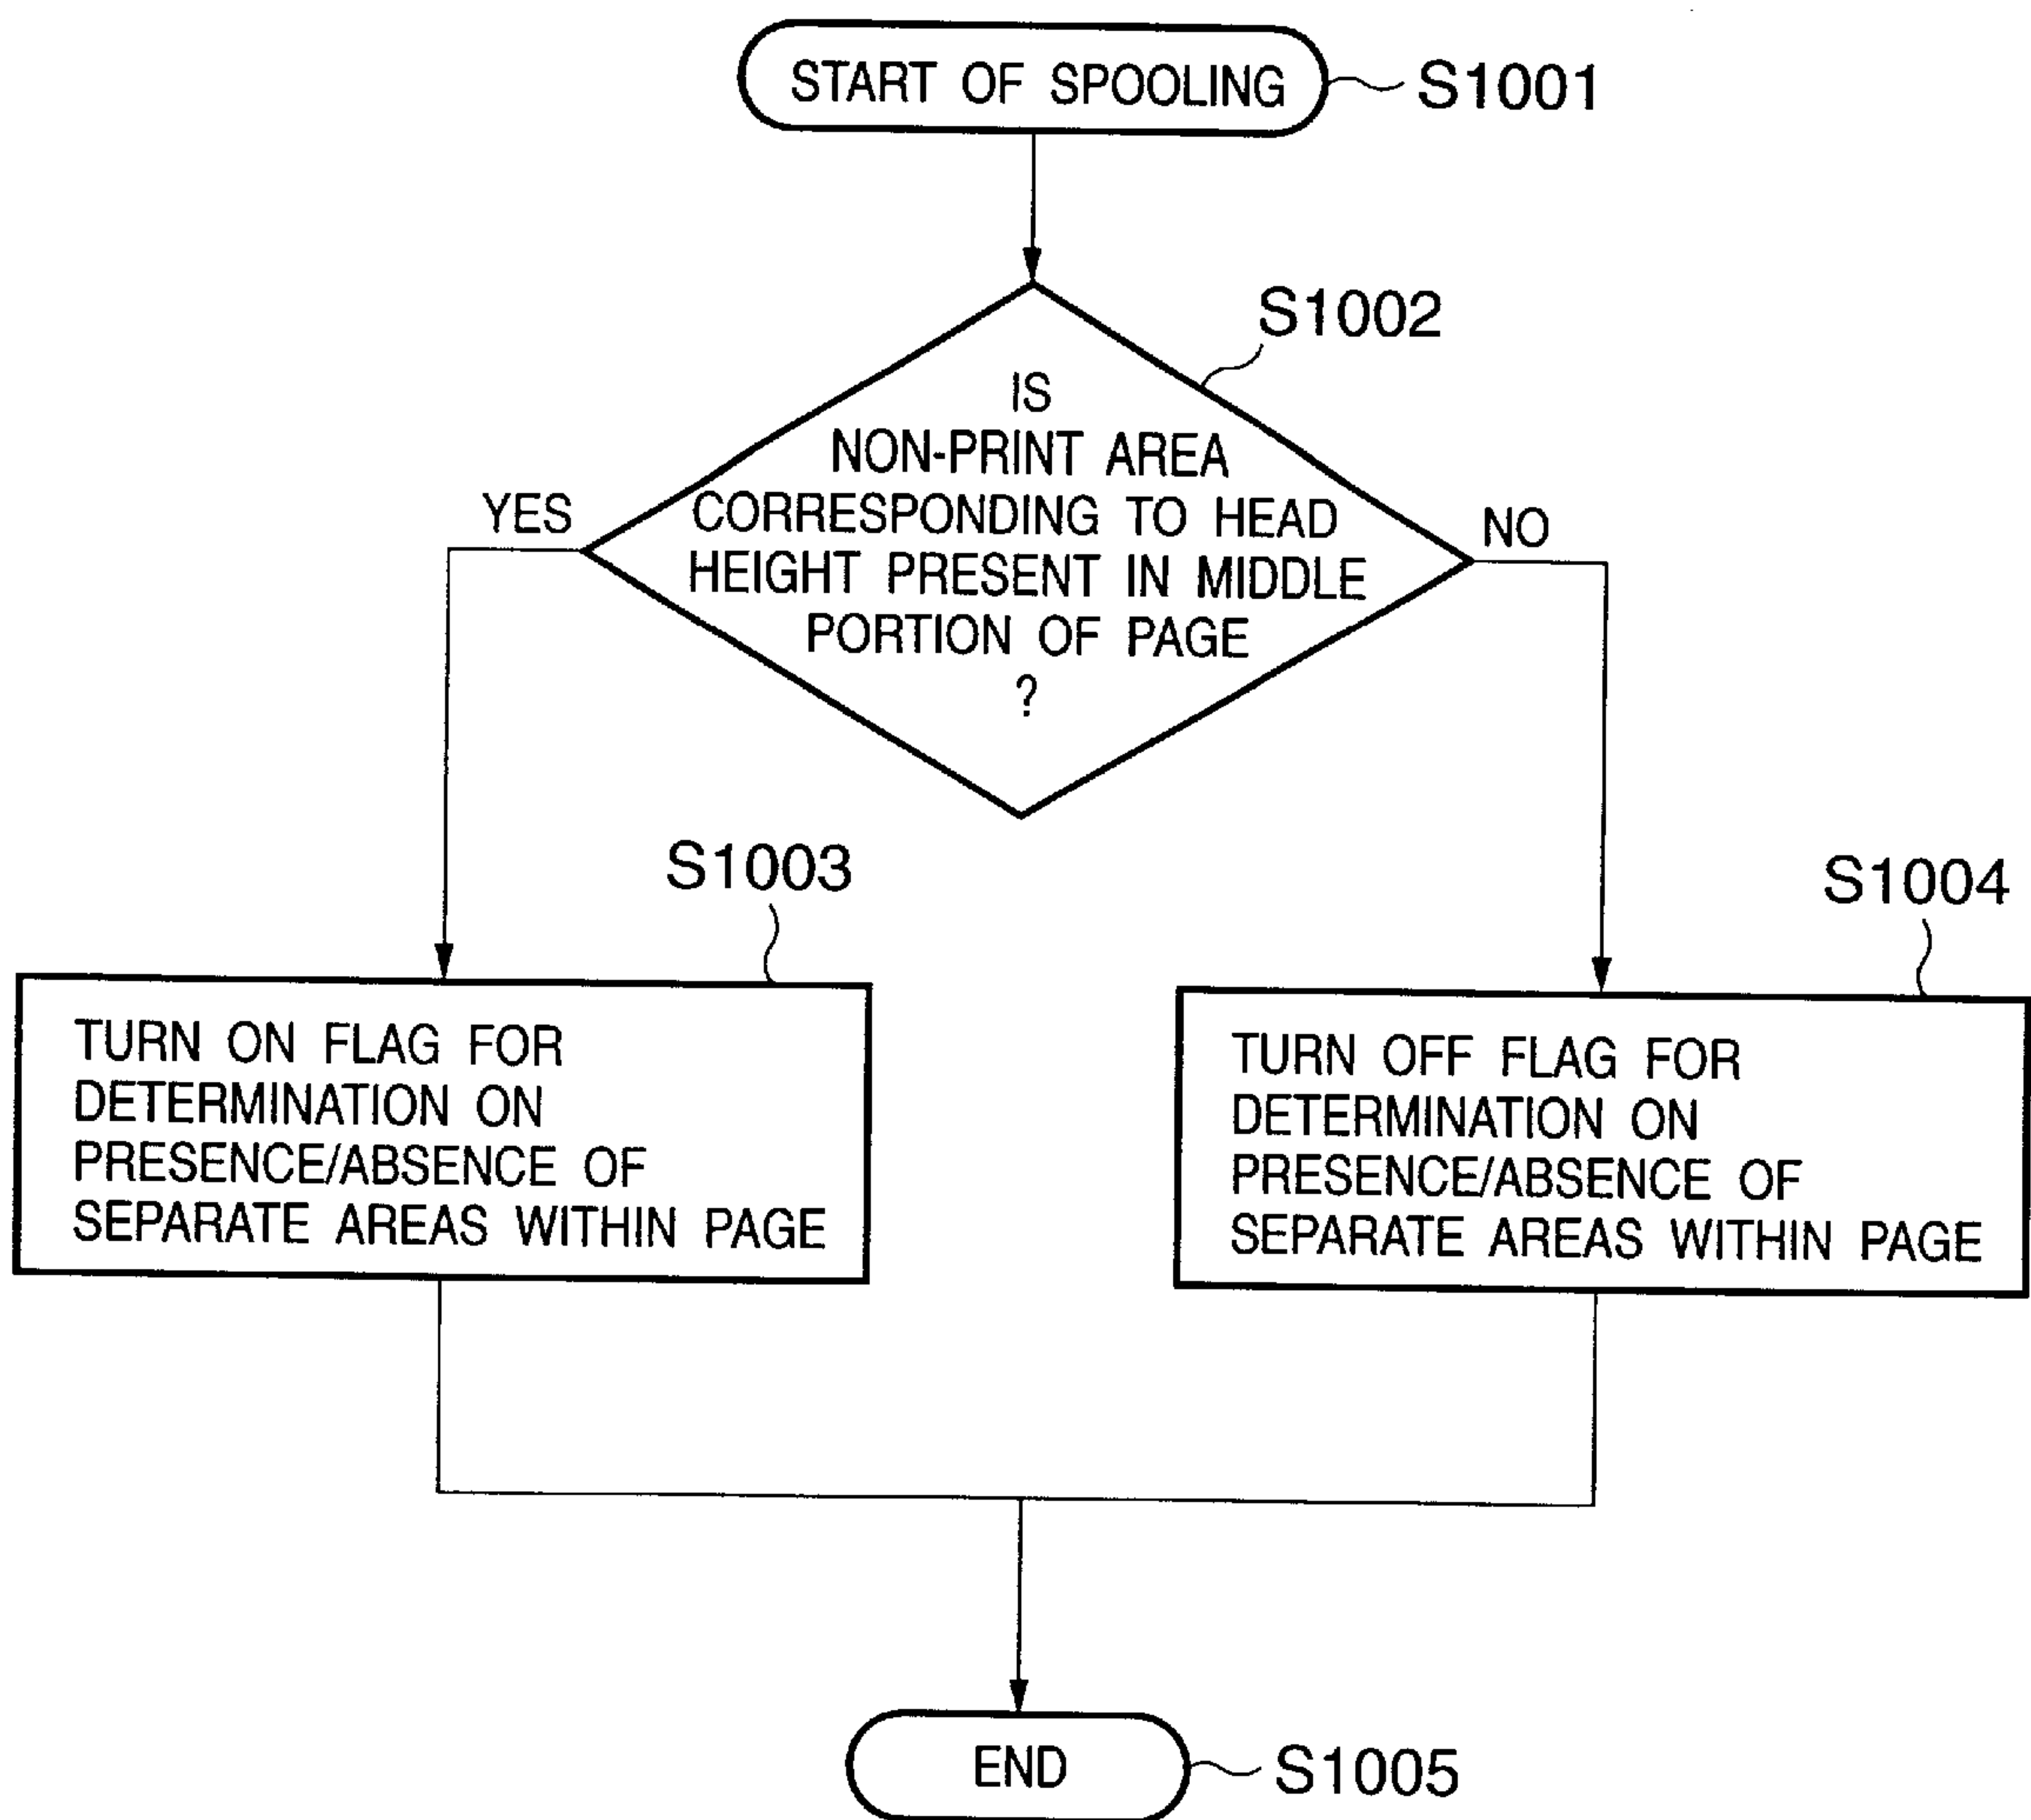 START OF SPOOLING
S1001
S1002
IS
NON-PRINT AREA
CORRESPONDING TO HEAD
HEIGHT PRESENT IN MIDDLE
PORTION OF PAGE
?
YES
NO
S1003
TURN ON FLAG FOR
DETERMINATION ON
PRESENCE/ABSENCE OF
SEPARATE AREAS WITHIN PAGE
S1004
TURN OFF FLAG FOR
DETERMINATION ON
PRESENCE/ABSENCE OF
SEPARATE AREAS WITHIN PAGE
END
S1005